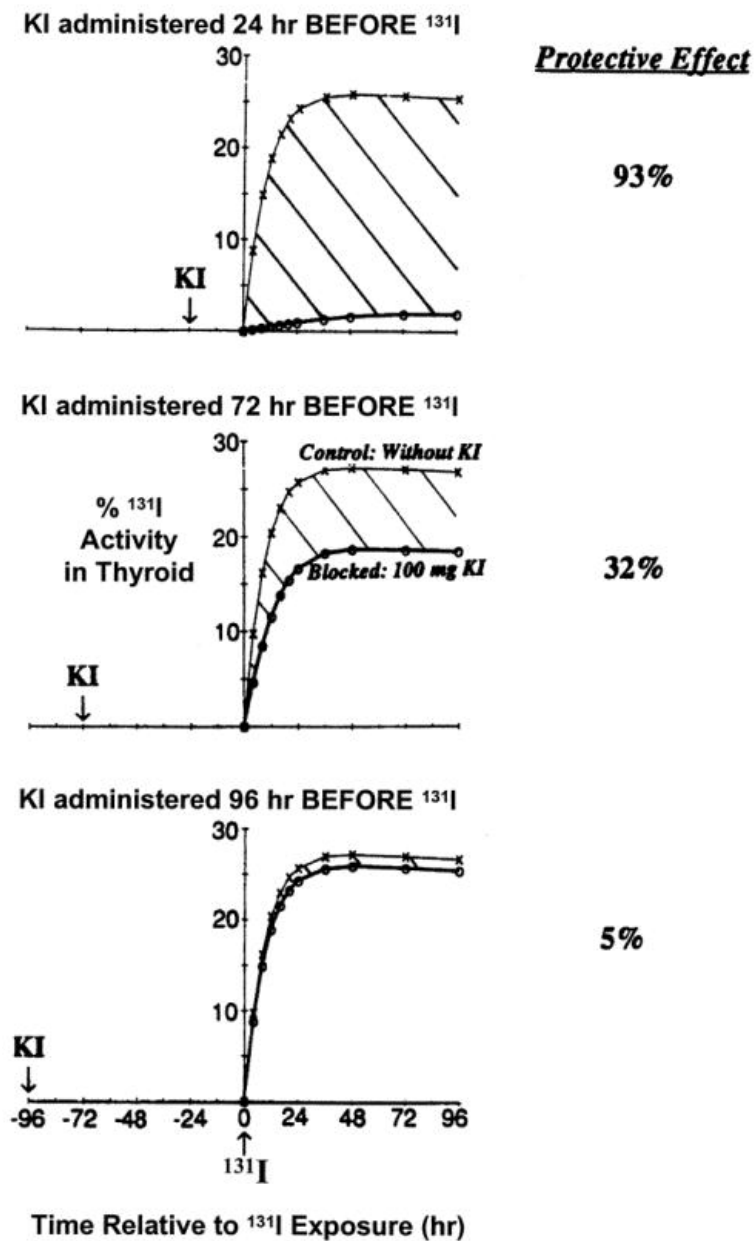 KI administered 24 hr BEFORE ¹³¹I
Protective Effect
30
20
10
KI
93%
KI administered 72 hr BEFORE ¹³¹I
30
20
10
% ¹³¹I
Activity
in Thyroid
Control: Without KI
Blocked: 100 mg KI
KI
32%
KI administered 96 hr BEFORE ¹³¹I
30
20
10
KI
5%
-96 -72 -48 -24 0 24 48 72 96
¹³¹I
Time Relative to ¹³¹I Exposure (hr)